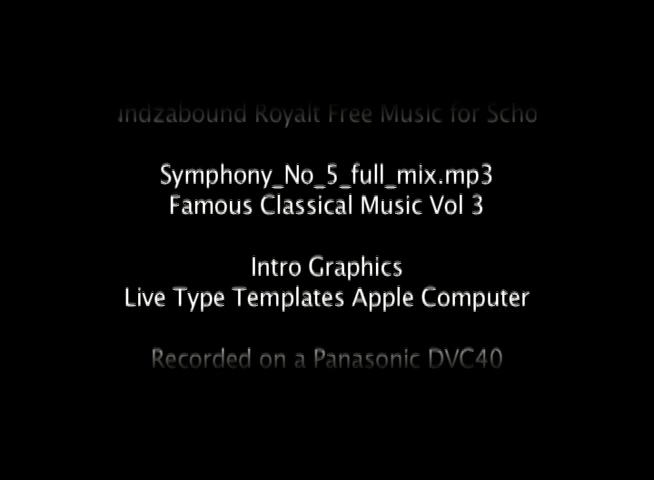 Royalt Free Music for
Symphony_No_5_full_mix.mp3
Famous Classical Music Vol 3
Intro Graphics
Live Type Templates Apple Computer
Recorded on a Panasonic DVC40